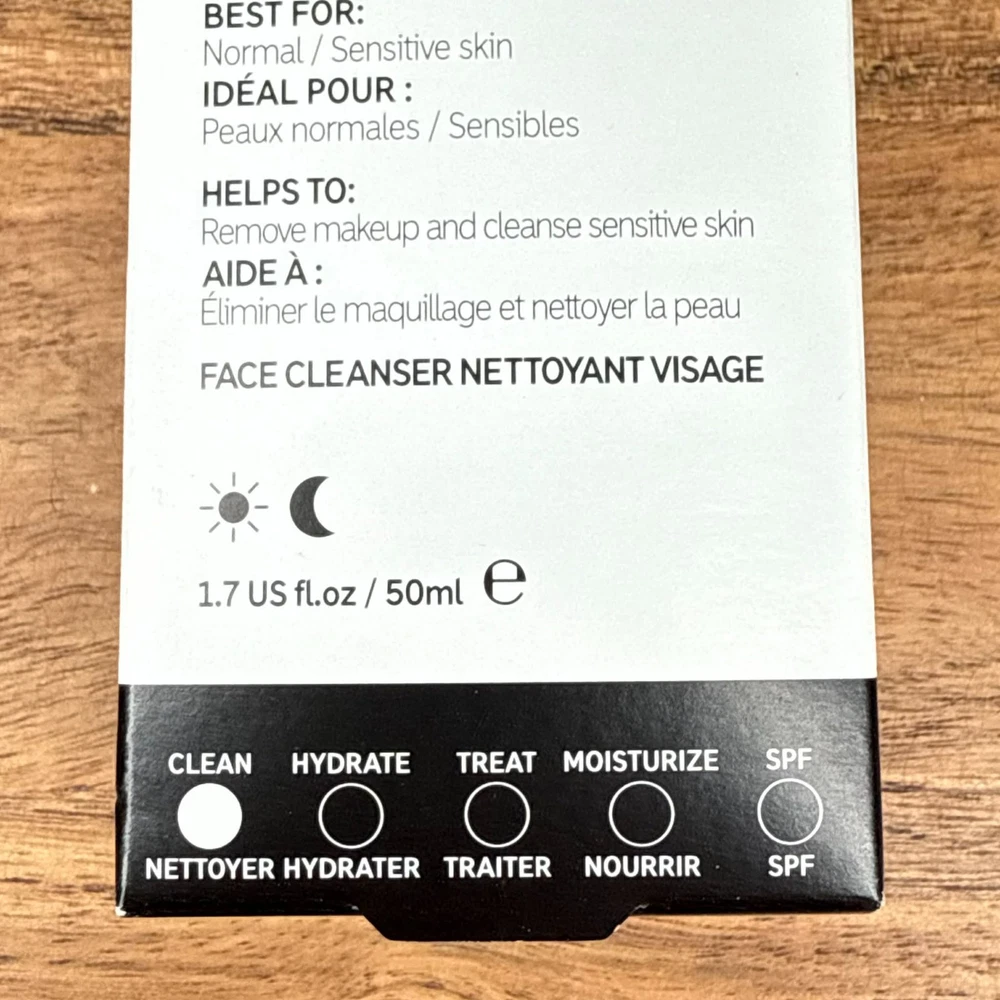 BEST FOR:
Normal / Sensitive skin
IDÉAL POUR :
Peaux normales / Sensibles
HELPS TO:
Remove makeup and cleanse sensitive skin
AIDE À :
Éliminer le maquillage et nettoyer la peau
FACE CLEANSER NETTOYANT VISAGE
1.7 US fl.oz / 50ml ℮
CLEAN HYDRATE TREAT MOISTURIZE SPF
NETTOYER HYDRATER TRAITER NOURRIR SPF